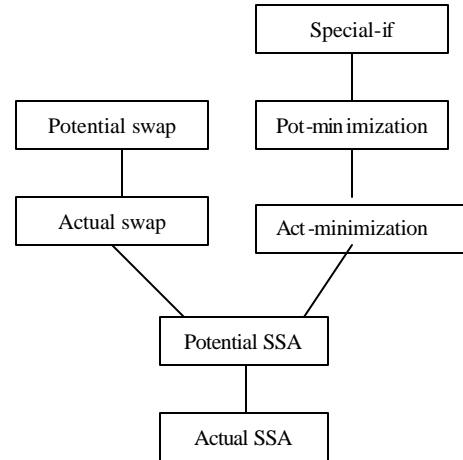 Special-if
Potential swap
Pot-minimization
Actual swap
Act-minimization
Potential SSA
Actual SSA